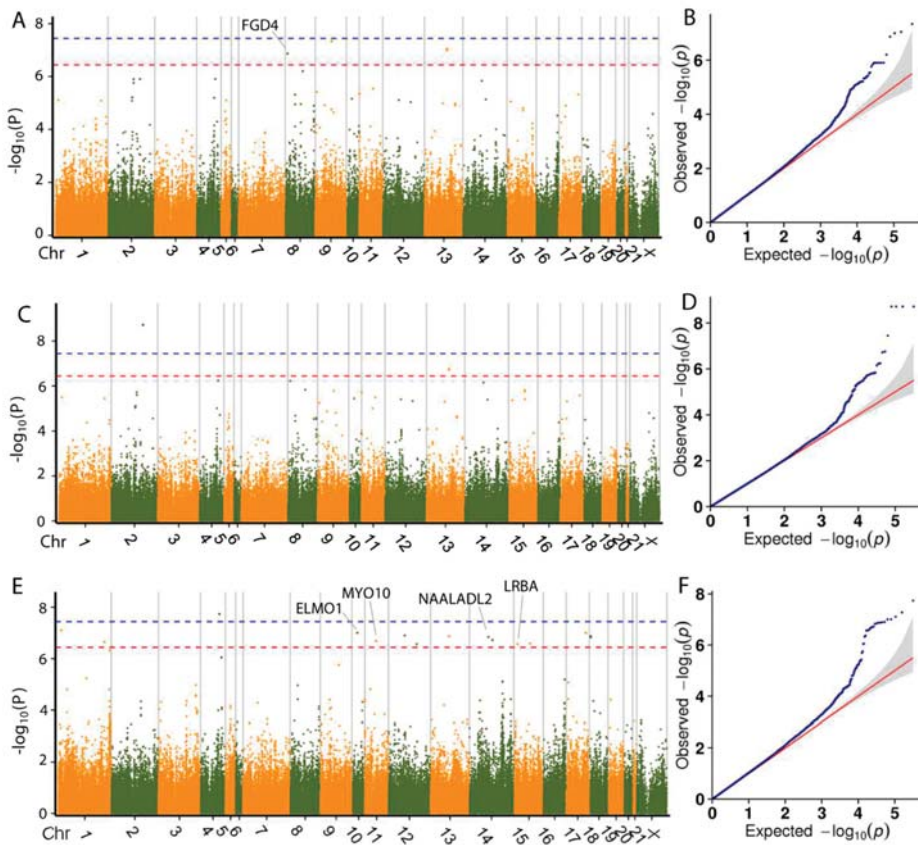 A
FGD4
B
8
6
4
2
0
-log₁₀(P)
Chr 1 2 3 4 5 6 7 8 9 10 11 12 13 14 15 16 17 18 19 20 21 X
Observed −log₁₀(p)
6
4
2
0
0 1 2 3 4 5
Expected −log₁₀(p)
C
D
8
6
4
2
0
-log₁₀(P)
Chr 1 2 3 4 5 6 7 8 9 10 11 12 13 14 15 16 17 18 19 20 21 X
Observed −log₁₀(p)
8
6
4
2
0
0 1 2 3 4 5
Expected −log₁₀(p)
E
F
ELMO1
MYO10
NAALADL2
LRBA
8
6
4
2
0
-log₁₀(P)
Chr 1 2 3 4 5 6 7 8 9 10 11 12 13 14 15 16 17 18 19 20 21 X
Observed −log₁₀(p)
8
6
4
2
0
0 1 2 3 4 5
Expected −log₁₀(p)